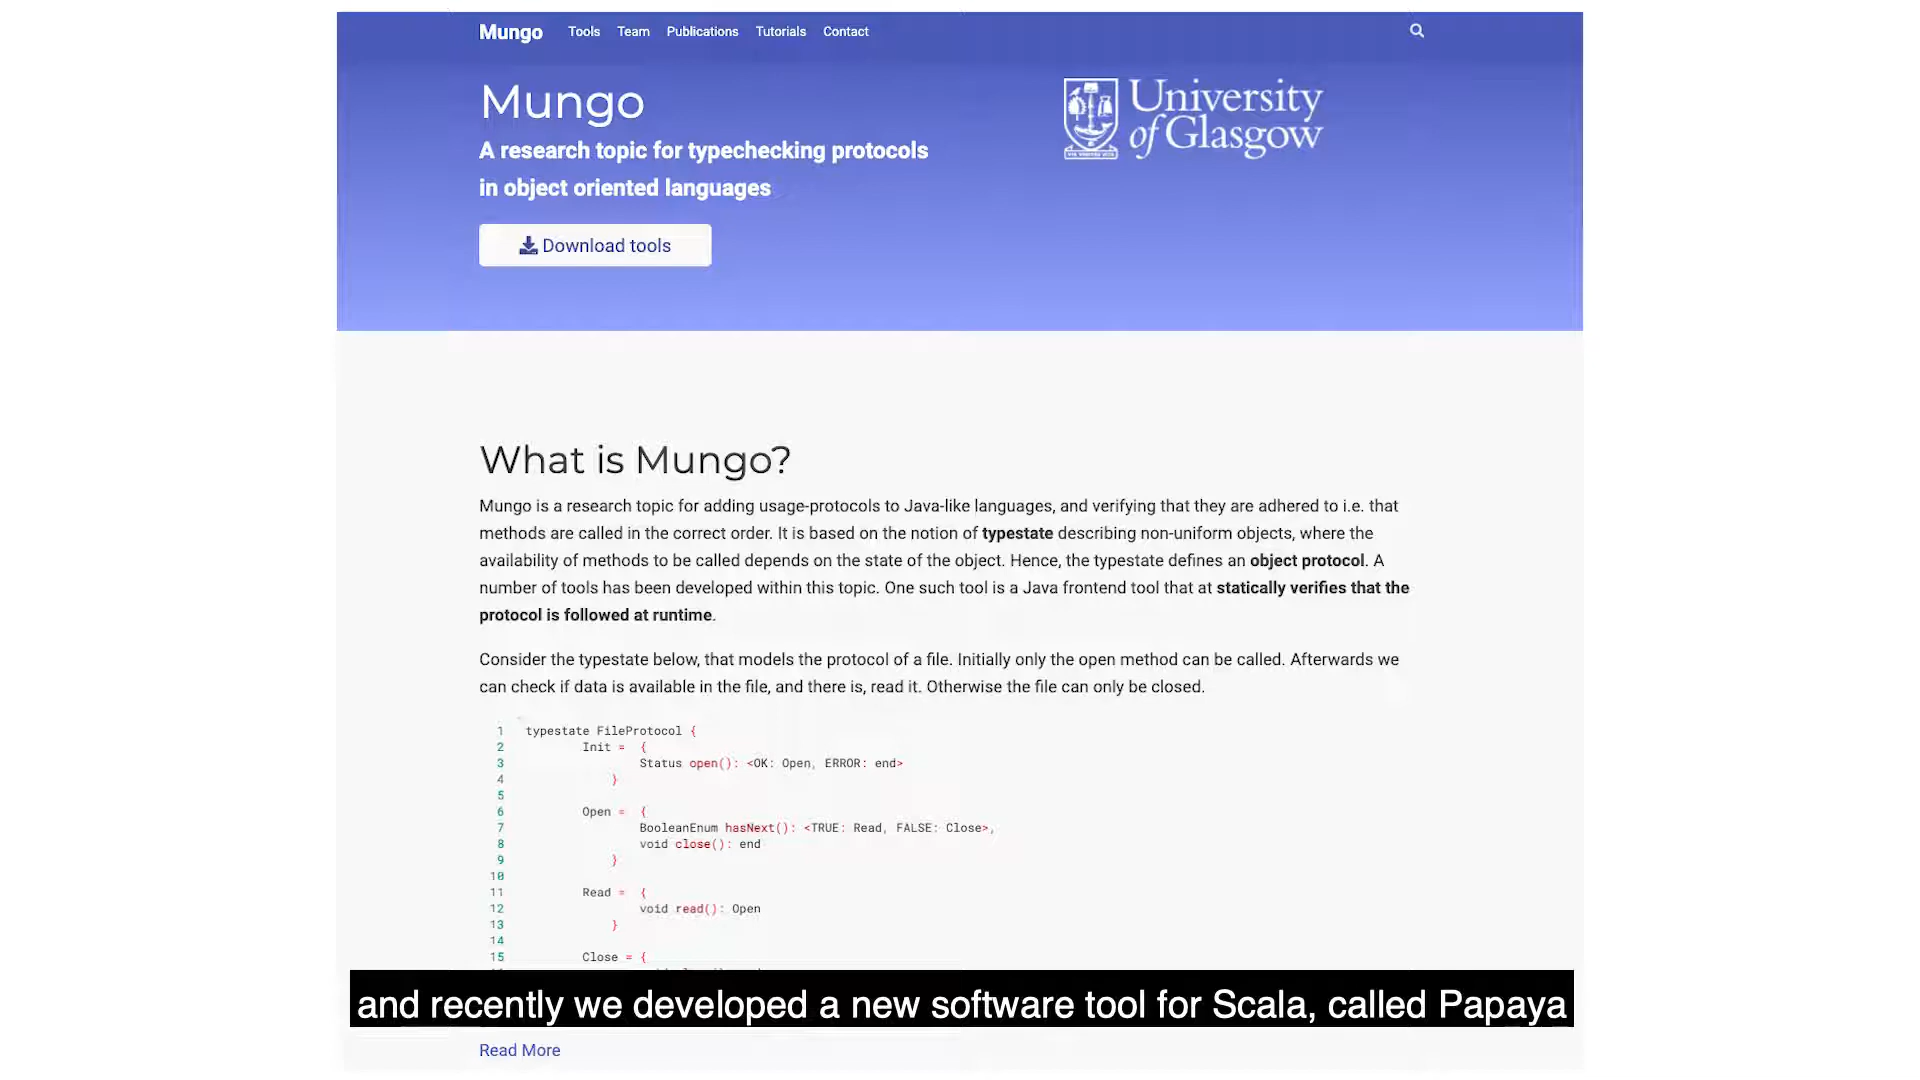 Mungo Tools Team Publications Tutorials Contact
Mungo
A research topic for typechecking protocols
in object oriented languages
Download tools
University
of Glasgow
What is Mungo?
Mungo is a research topic for adding usage-protocols to Java-like languages, and verifying that they are adhered to i.e. that
methods are called in the correct order. It is based on the notion of typestate describing non-uniform objects, where the
availability of methods to be called depends on the state of the object. Hence, the typestate defines an object protocol. A
number of tools has been developed within this topic. One such tool is a Java frontend tool that at statically verifies that the
protocol is followed at runtime.
Consider the typestate below, that models the protocol of a file. Initially only the open method can be called. Afterwards we
can check if data is available in the file, and there is, read it. Otherwise the file can only be closed.
1 typestate FileProtocol {
2 Init = {
3 Status open(): <OK: Open, ERROR: end>
4 }
5
6 Open = {
7 BooleanEnum hasNext(): <TRUE: Read, FALSE: Close>,
8 void close(): end
9 }
10
11 Read = {
12 void read(): Open
13 }
14
15 Close = {
and recently we developed a new software tool for Scala, called Papaya
Read More